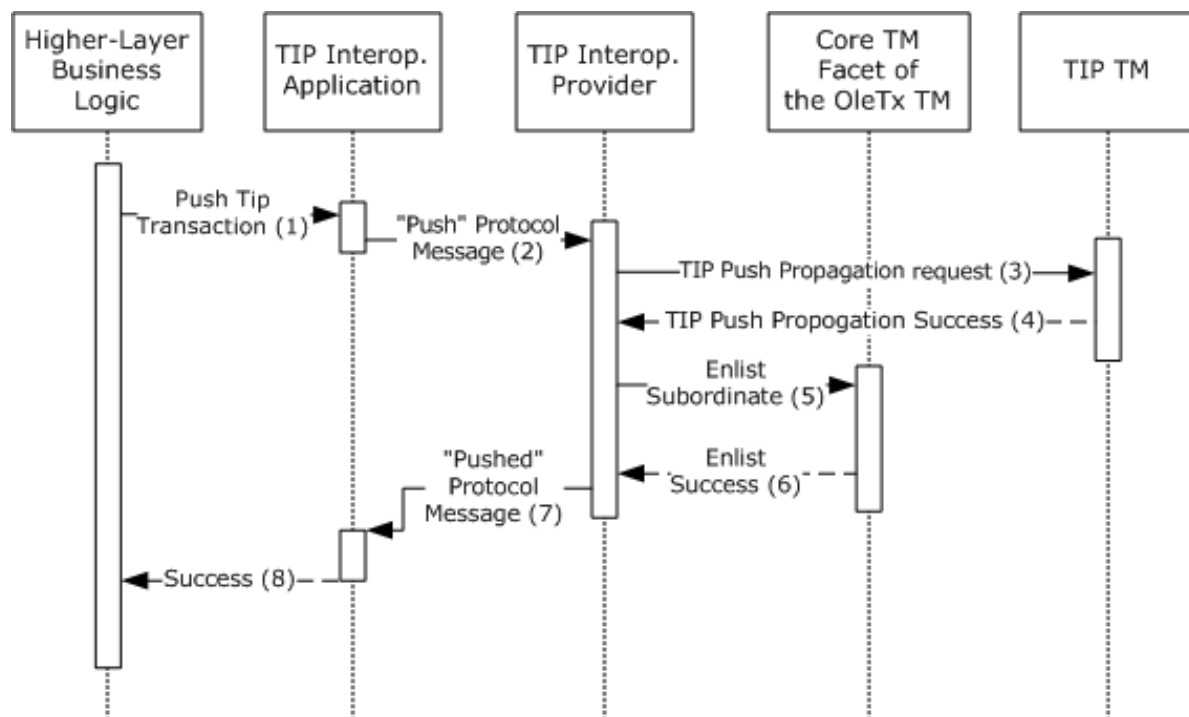 Higher-Layer
Business
Logic
TIP Interop.
Application
TIP Interop.
Provider
Core TM
Facet of
the OleTx TM
TIP TM
Push Tip
Transaction (1)
"Push" Protocol
Message (2)
TIP Push Propagation request (3)
TIP Push Propogation Success (4)
Enlist
Subordinate (5)
Enlist
Success (6)
"Pushed"
Protocol
Message (7)
Success (8)